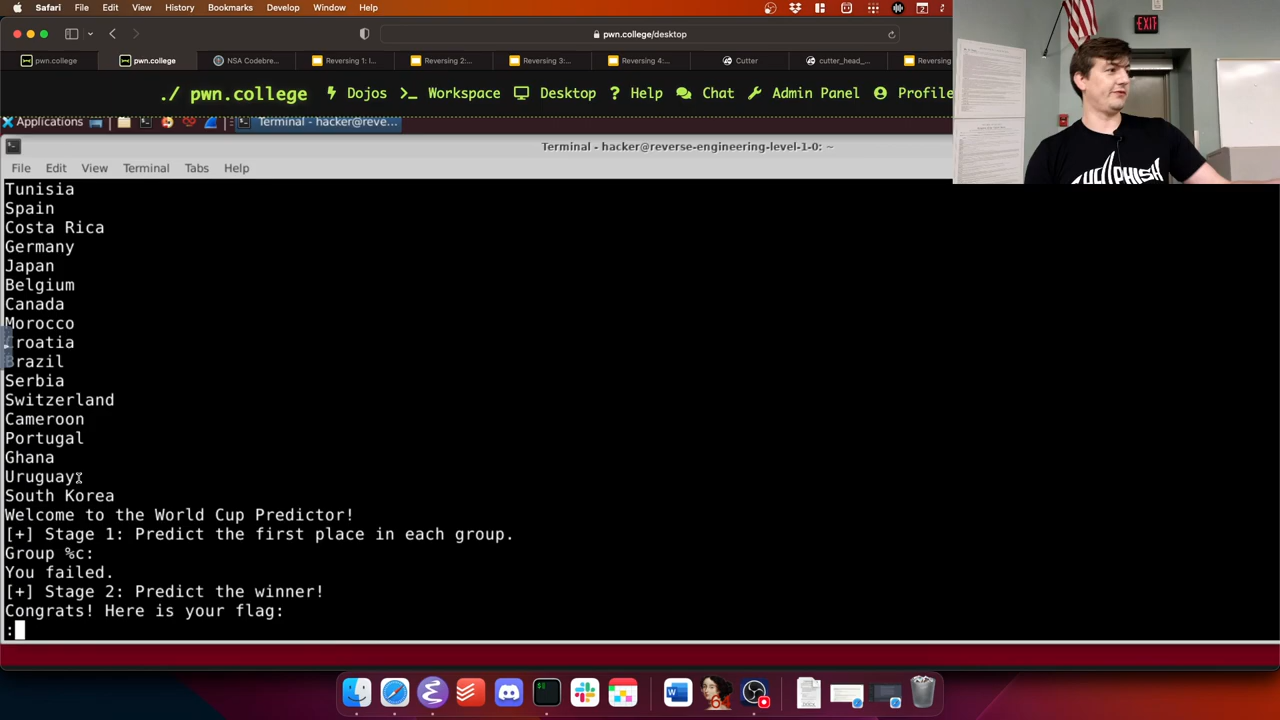 Safari File Edit View History Bookmarks Develop Window Help
pwn.college/desktop
pwn.college pwn.college NSA Codebre... Reversing 1: I... Reversing 2:... Reversing 3:... Reversing 4:... Cutter cutter_head_... Reversing
./ pwn.college Dojos Workspace Desktop ? Help Chat Admin Panel Profile
EXIT
Applications Terminal - hacker@reve...
Terminal - hacker@reverse-engineering-level-1-0: ~
File Edit View Terminal Tabs Help
Tunisia
Spain
Costa Rica
Germany
Japan
Belgium
Canada
Morocco
Croatia
Brazil
Serbia
Switzerland
Cameroon
Portugal
Ghana
Uruguay
South Korea
Welcome to the World Cup Predictor!
[+] Stage 1: Predict the first place in each group.
Group %c:
You failed.
[+] Stage 2: Predict the winner!
Congrats! Here is your flag:
: